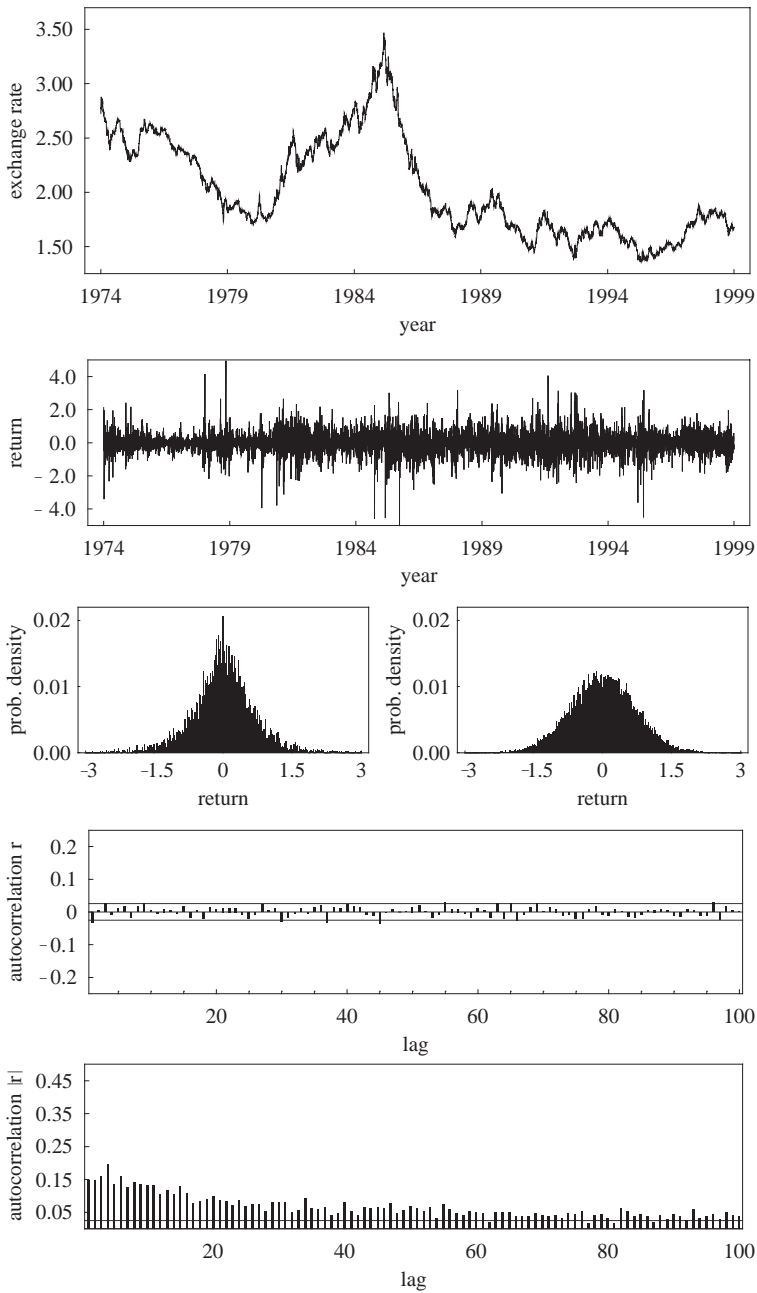 3.50
3.00
2.50
2.00
1.50
exchange rate
1974 1979 1984 1989 1994 1999
year
4.0
2.0
0.0
- 2.0
- 4.0
return
1974 1979 1984 1989 1994 1999
year
0.02
0.01
0.00
prob. density
-3 -1.5 0 1.5 3
return
0.02
0.01
0.00
prob. density
-3 -1.5 0 1.5 3
return
0.2
0.1
0
-0.1
-0.2
autocorrelation r
20 40 60 80 100
lag
0.45
0.35
0.25
0.15
0.05
autocorrelation |r|
20 40 60 80 100
lag